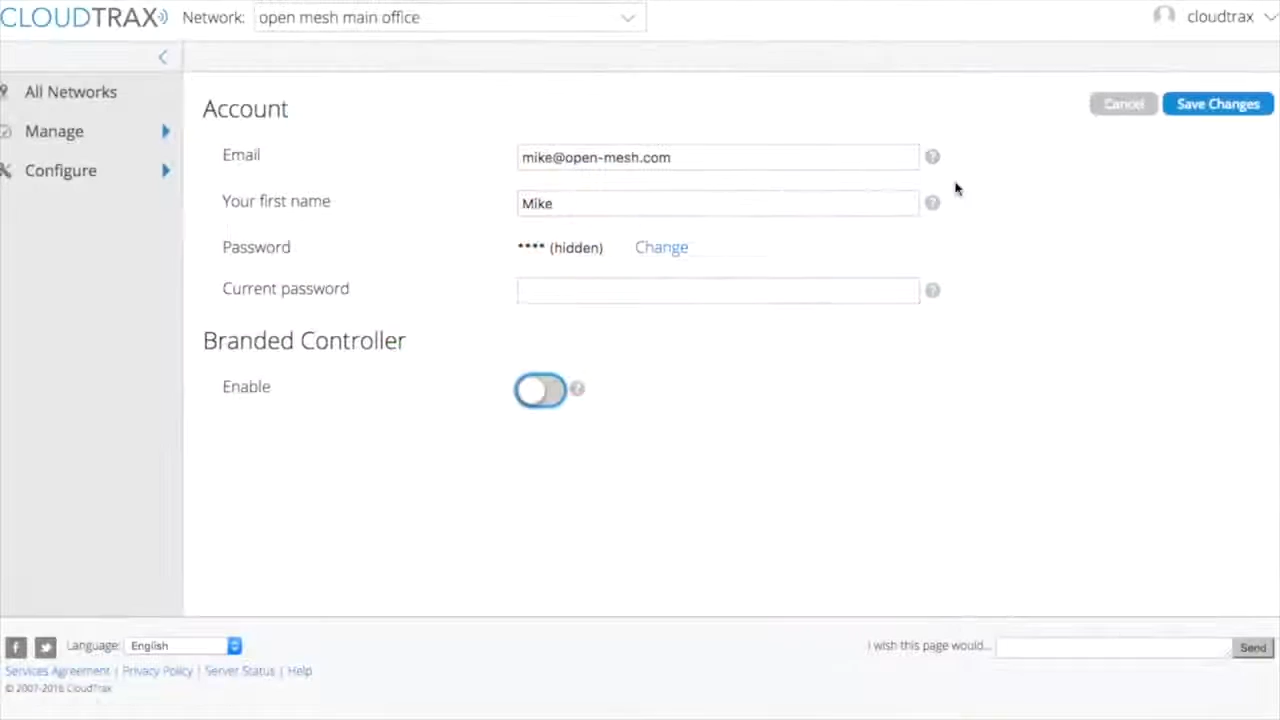 CLOUDTRAX Network: open mesh main office cloudtrax
All Networks
Manage
Configure
Account
Cancel Save Changes
Email mike@open-mesh.com ?
Your first name Mike ?
Password **** (hidden) Change
Current password ?
Branded Controller
Enable ?
Language: English I wish this page would... Send
Services Agreement | Privacy Policy | Server Status | Help
© 2007-2016 CloudTrax